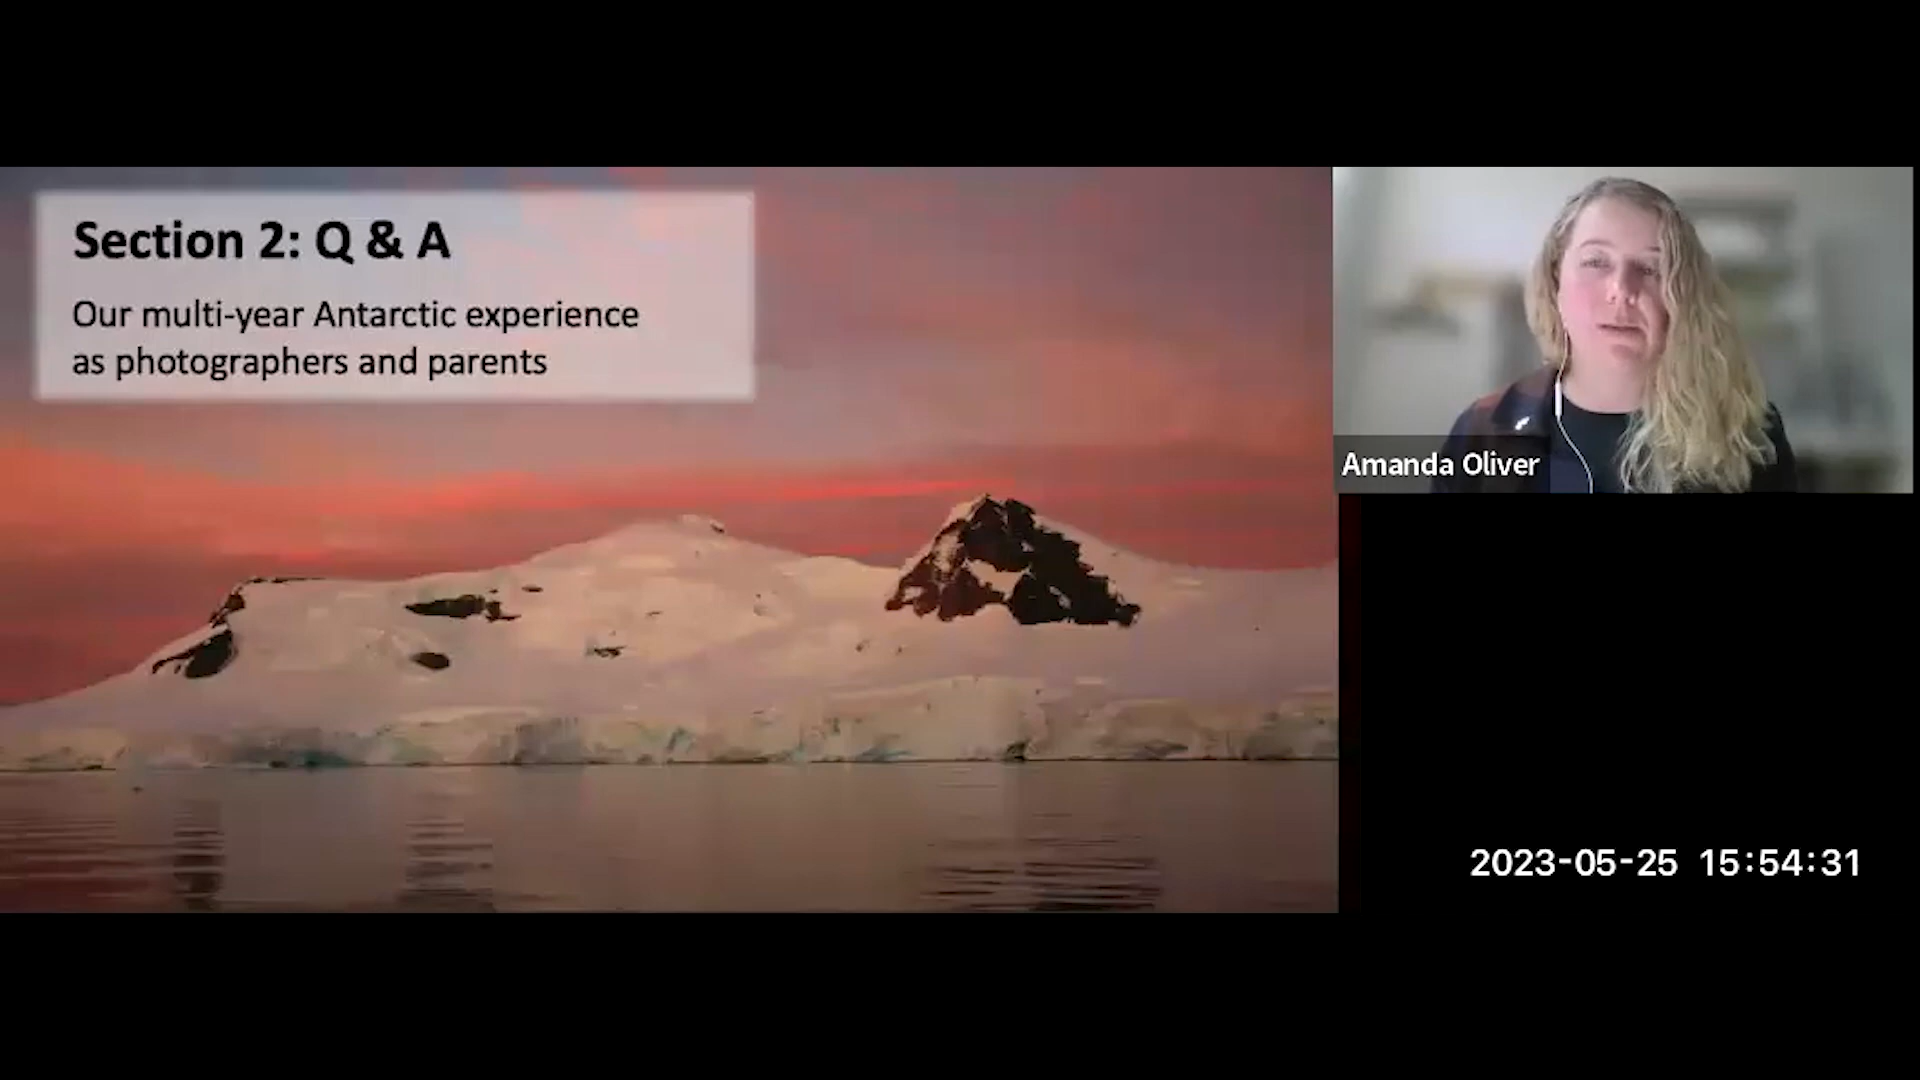 Section 2: Q & A
Our multi-year Antarctic experience
as photographers and parents
Amanda Oliver
2023-05-25 15:54:31